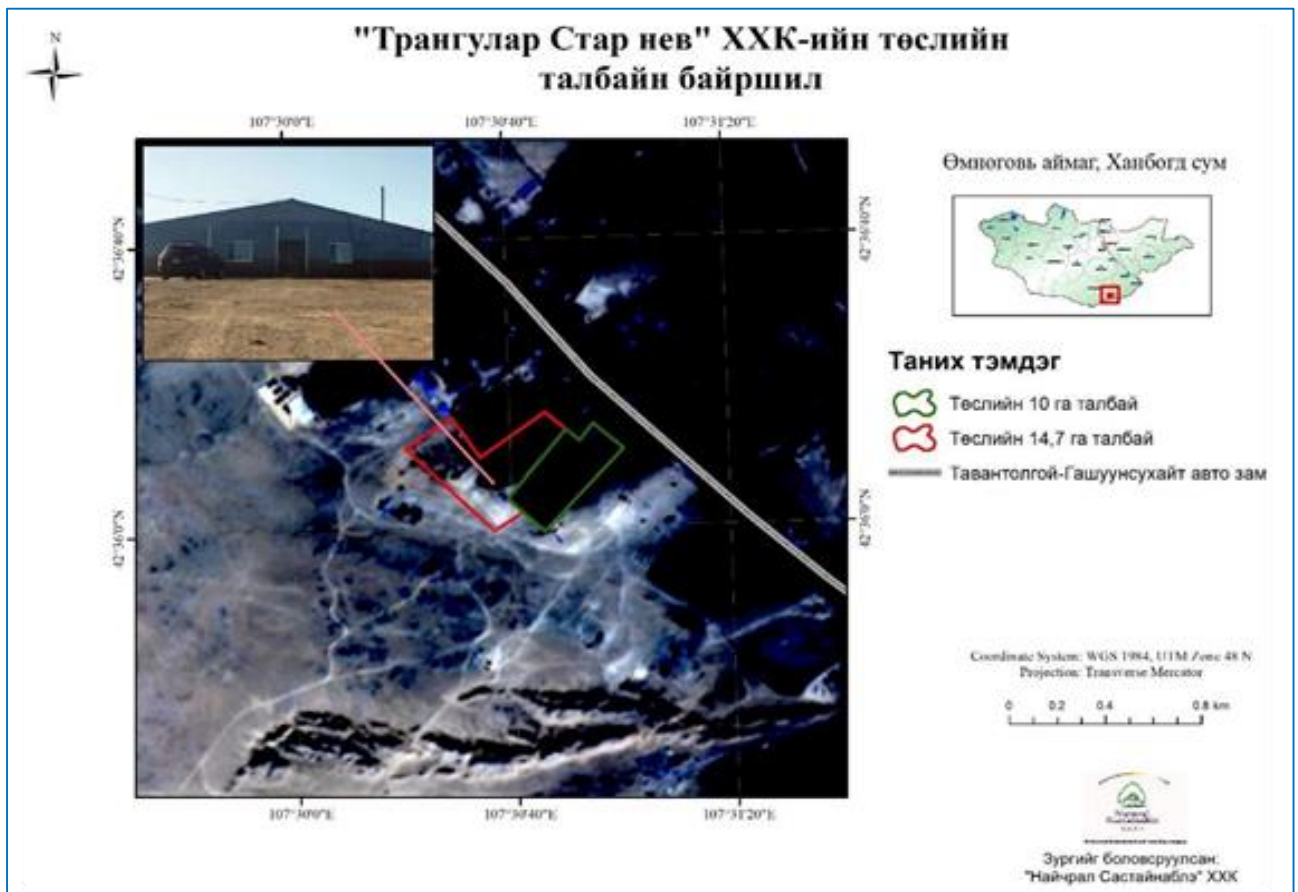 "Трангулар Стар нев" ХХК-ийн төслийн
талбайн байршил
N
107°30'0"E 107°30'40"E 107°31'20"E
42°36'40"N
42°36'0"N
42°36'40"N
42°36'0"N
107°30'0"E 107°30'40"E 107°31'20"E
Өмноговь аймаг, Ханбогд сум
Таних тэмдэг
Төслийн 10 га талбай
Төслийн 14,7 га талбай
Тавантолгой-Гашуунсухайт авто зам
Coordinate System: WGS 1984, UTM Zone 48 N
Projection: Transverse Mercator
0 0.2 0.4 0.8 km
Зургийг боловсруулсан:
"Найчрал Састайнаблэ" ХХК